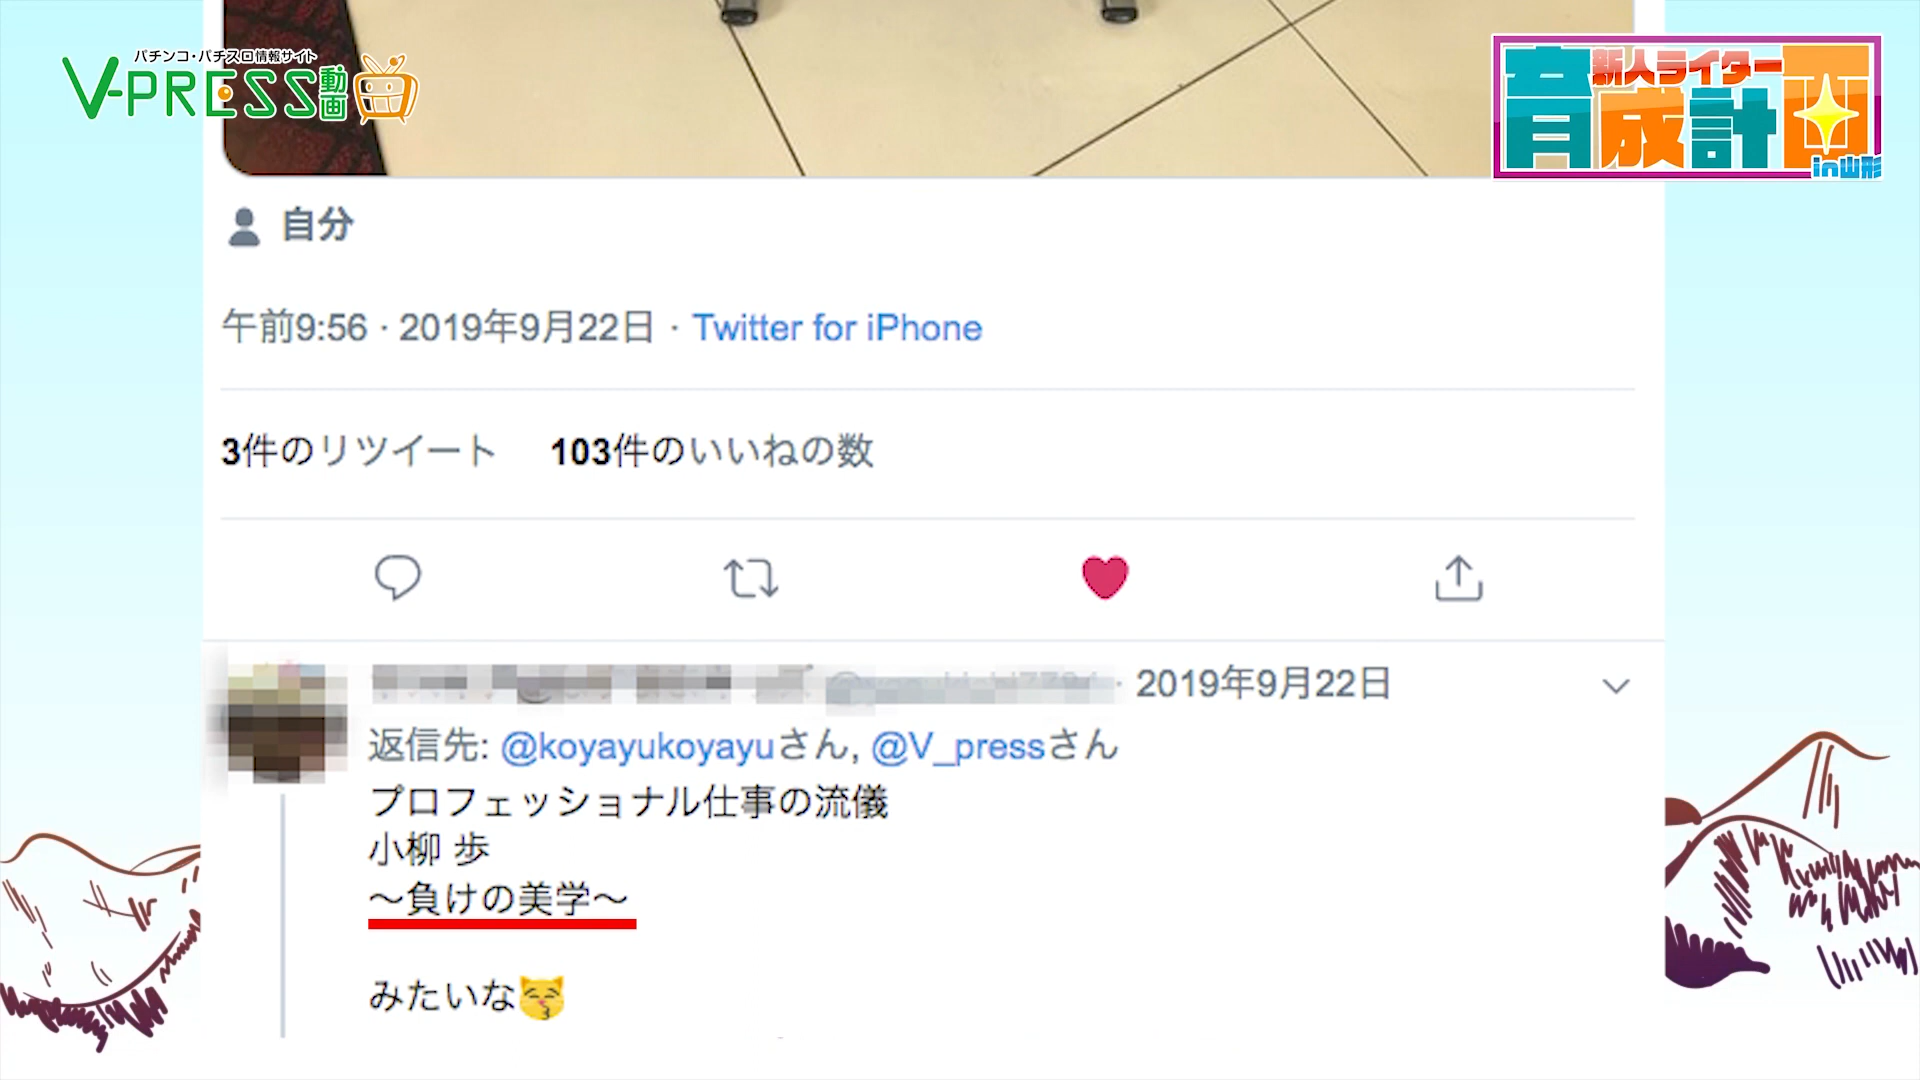 パチンコ・パチスロ情報サイト
V-PRESS動画
新人ライター
育成計画
in山形
自分
午前9:56 · 2019年9月22日 · Twitter for iPhone
3件のリツイート 103件のいいねの数
· 2019年9月22日
返信先: @koyayukoyayuさん, @V_pressさん
プロフェッショナル仕事の流儀
小柳 歩
〜負けの美学〜
みたいな😽